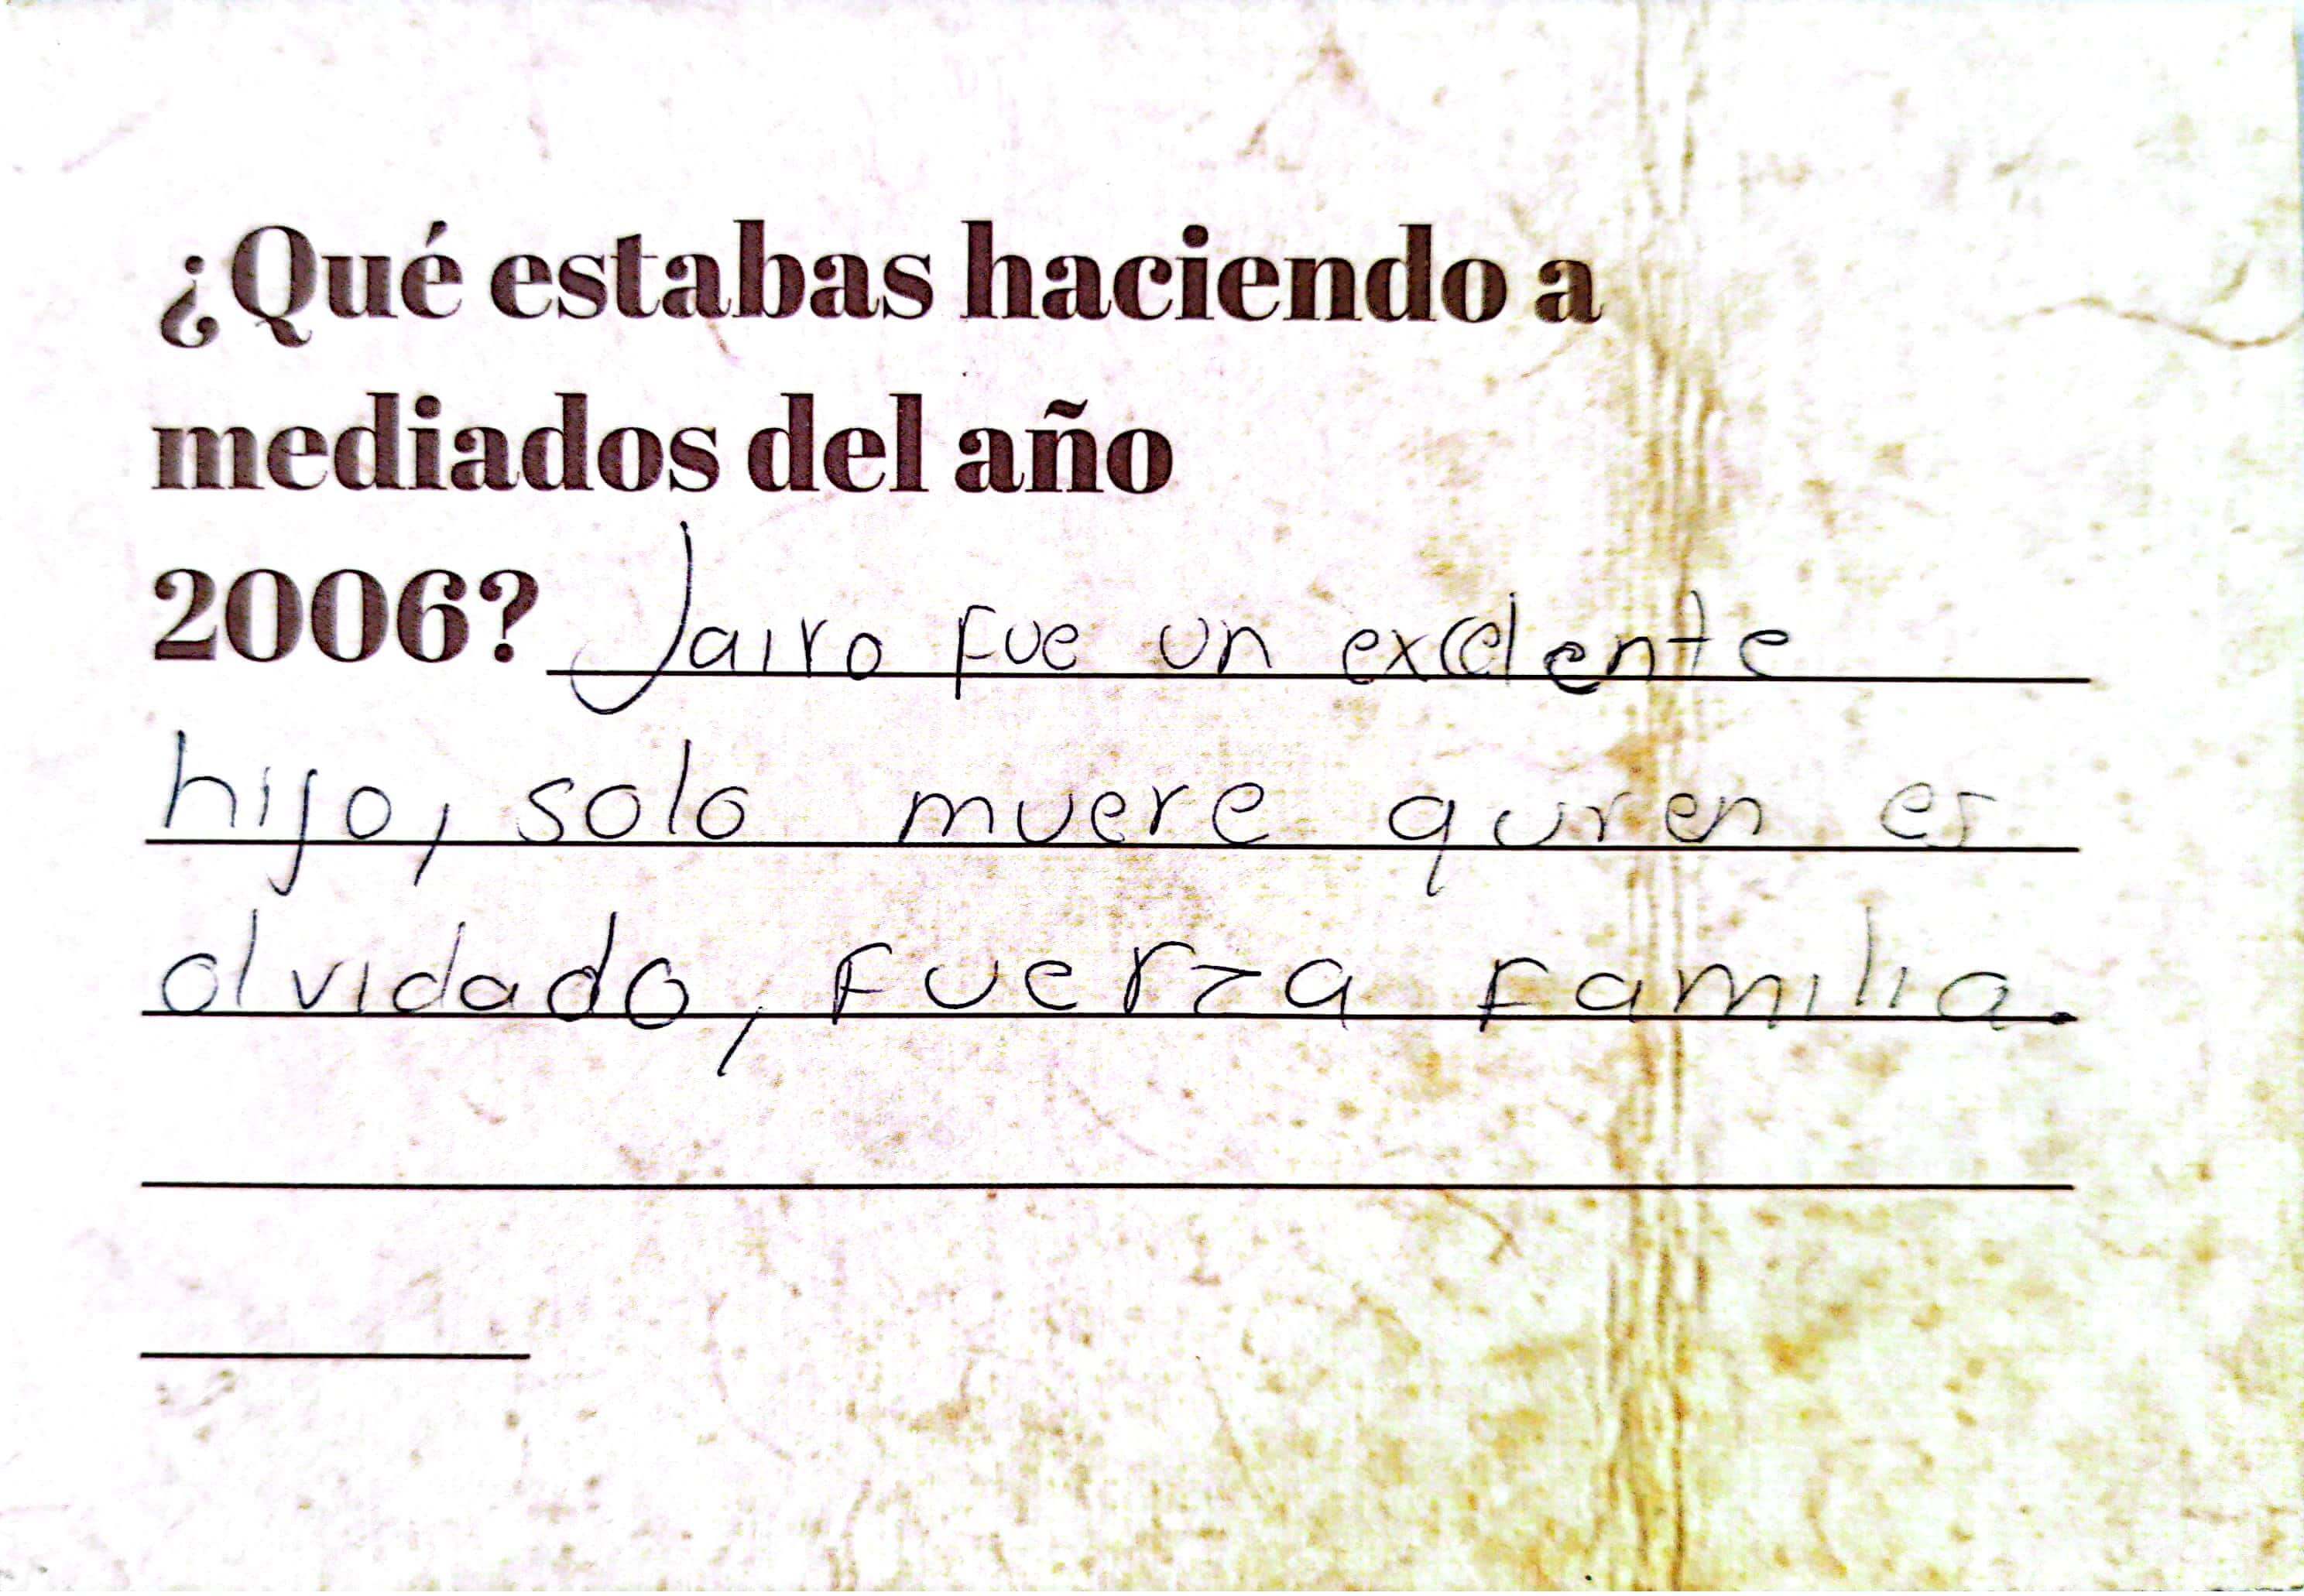 ¿Qué estabas haciendo a
mediados del año
2006? Jairo fue un excelente
hijo, solo muere quien es
olvidado, fuerza familia.